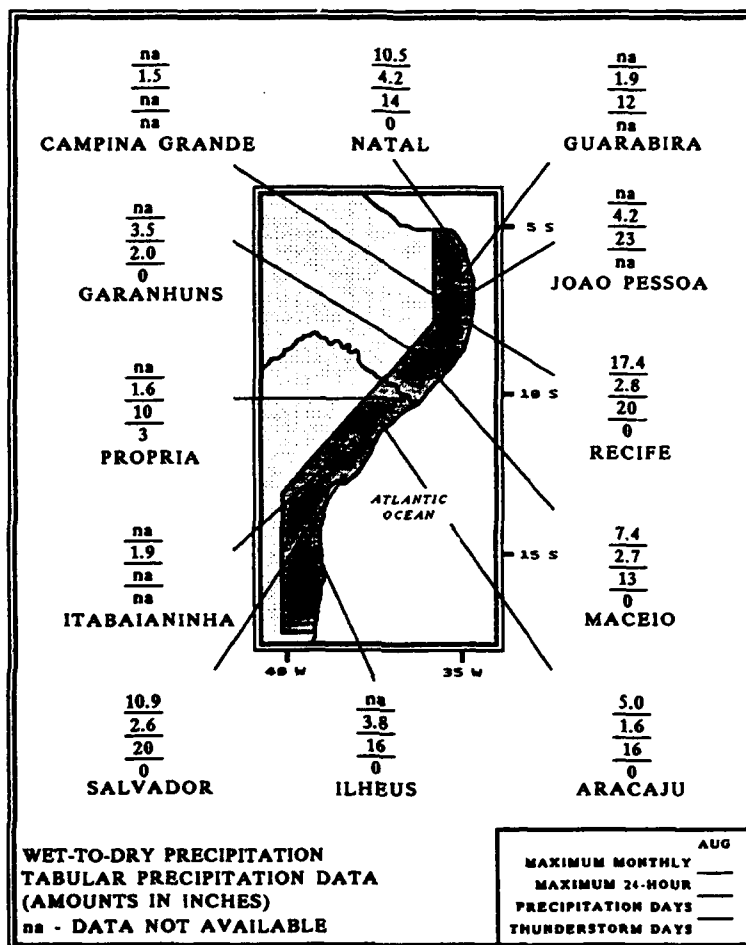 na
1.5
na
na
CAMPINA GRANDE
10.5
4.2
14
0
NATAL
na
1.9
12
na
GUARABIRA
na
3.5
2.0
0
GARANHUNS
na
4.2
23
na
JOAO PESSOA
na
1.6
10
3
PROPRIA
17.4
2.8
20
0
RECIFE
na
1.9
na
na
ITABAIANINHA
7.4
2.7
13
0
MACEIO
10.9
2.6
20
0
SALVADOR
na
3.8
16
0
ILHEUS
5.0
1.6
16
0
ARACAJU
5 S
10 S
15 S
40 W
35 W
ATLANTIC
OCEAN
WET-TO-DRY PRECIPITATION
TABULAR PRECIPITATION DATA
(AMOUNTS IN INCHES)
na - DATA NOT AVAILABLE
AUG
MAXIMUM MONTHLY
MAXIMUM 24-HOUR
PRECIPITATION DAYS
THUNDERSTORM DAYS